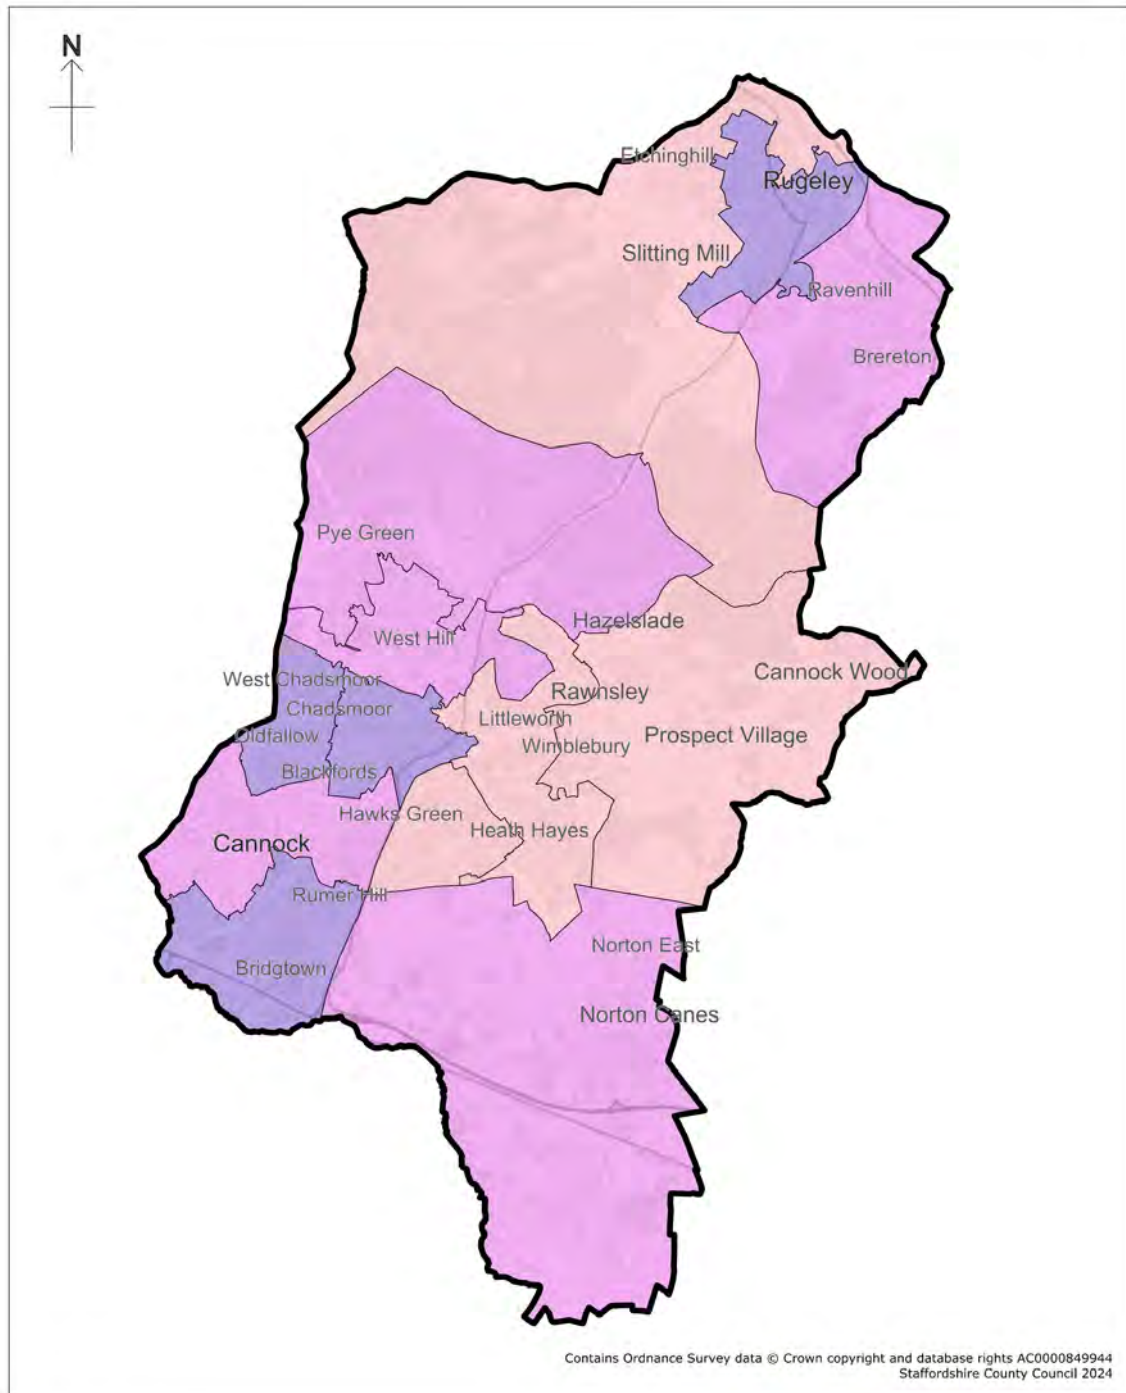 N
Etchinghill
Rugeley
Slitting Mill
Ravenhill
Brereton
Pye Green
Hazelslade
West Hill
Cannock Wood
West Chadsmoor
Rawnsley
Chadsmoor
Littleworth
Oldfallow
Wimblebury
Prospect Village
Blackfords
Hawks Green
Heath Hayes
Cannock
Rumer Hill
Norton East
Bridgtown
Norton Canes
Contains Ordnance Survey data © Crown copyright and database rights AC0000849944
Staffordshire County Council 2024